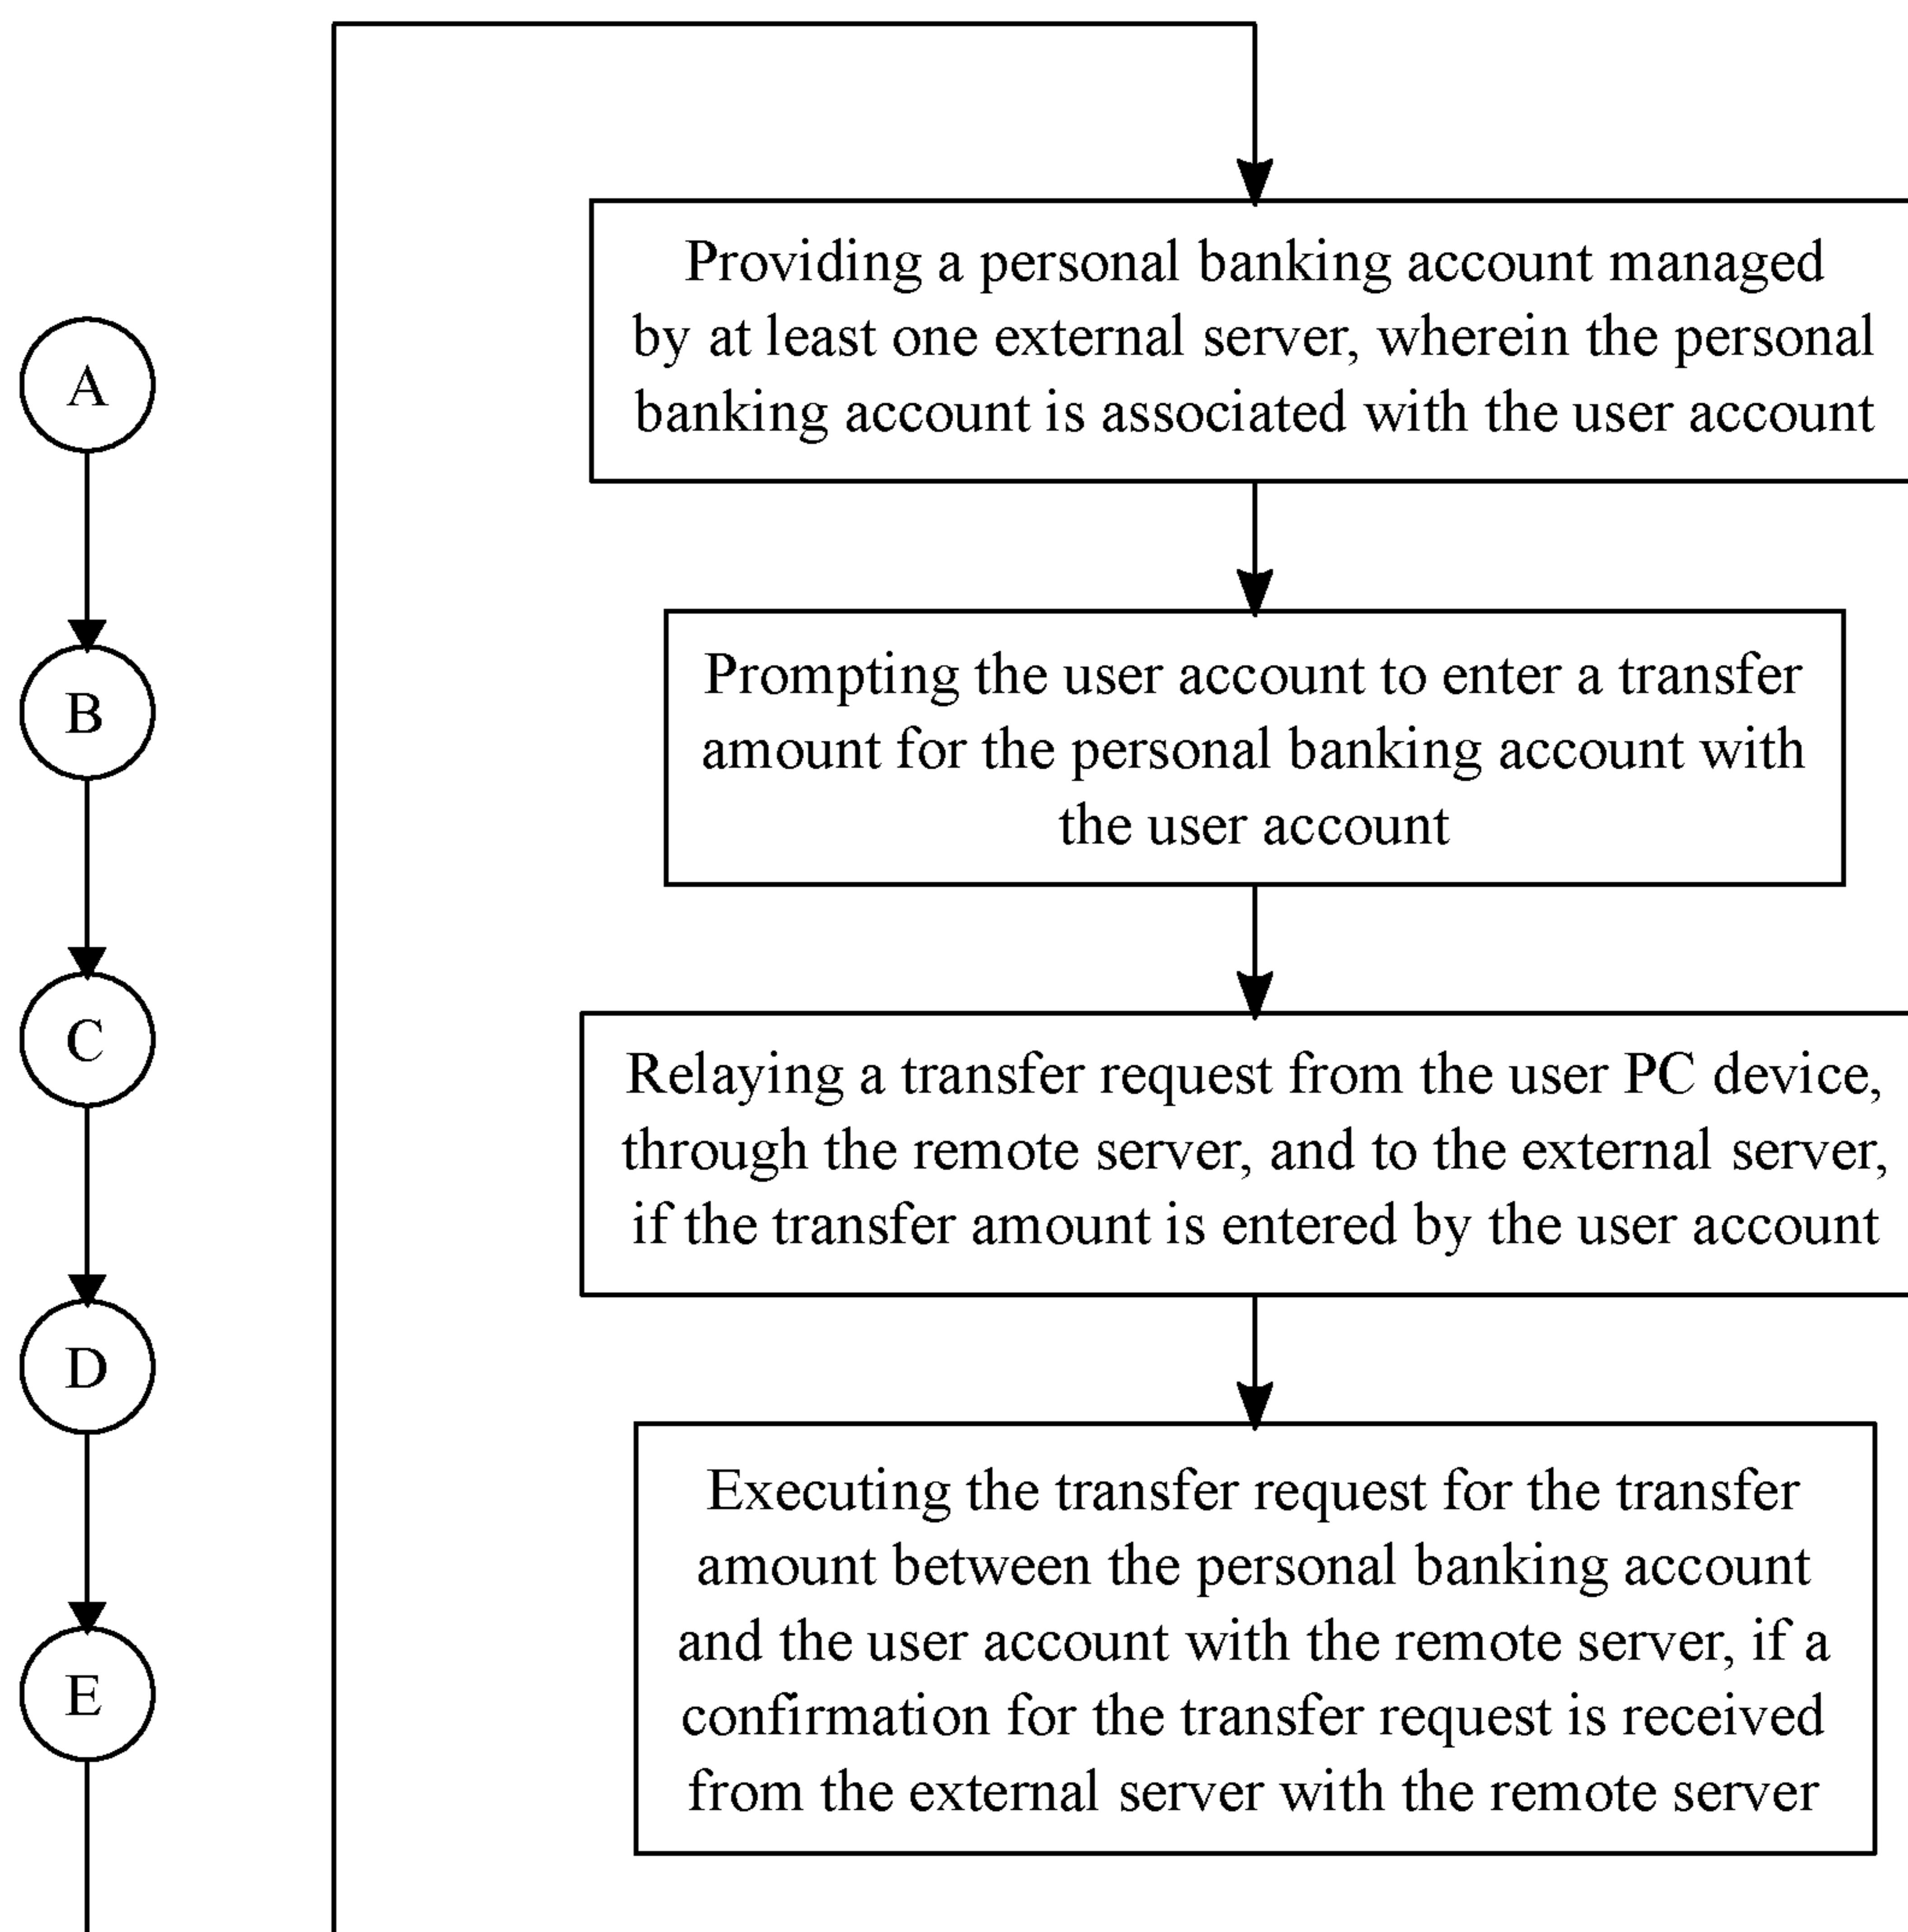 A
B
C
D
E
Providing a personal banking account managed
by at least one external server, wherein the personal
banking account is associated with the user account
Prompting the user account to enter a transfer
amount for the personal banking account with
the user account
Relaying a transfer request from the user PC device,
through the remote server, and to the external server,
if the transfer amount is entered by the user account
Executing the transfer request for the transfer
amount between the personal banking account
and the user account with the remote server, if a
confirmation for the transfer request is received
from the external server with the remote server